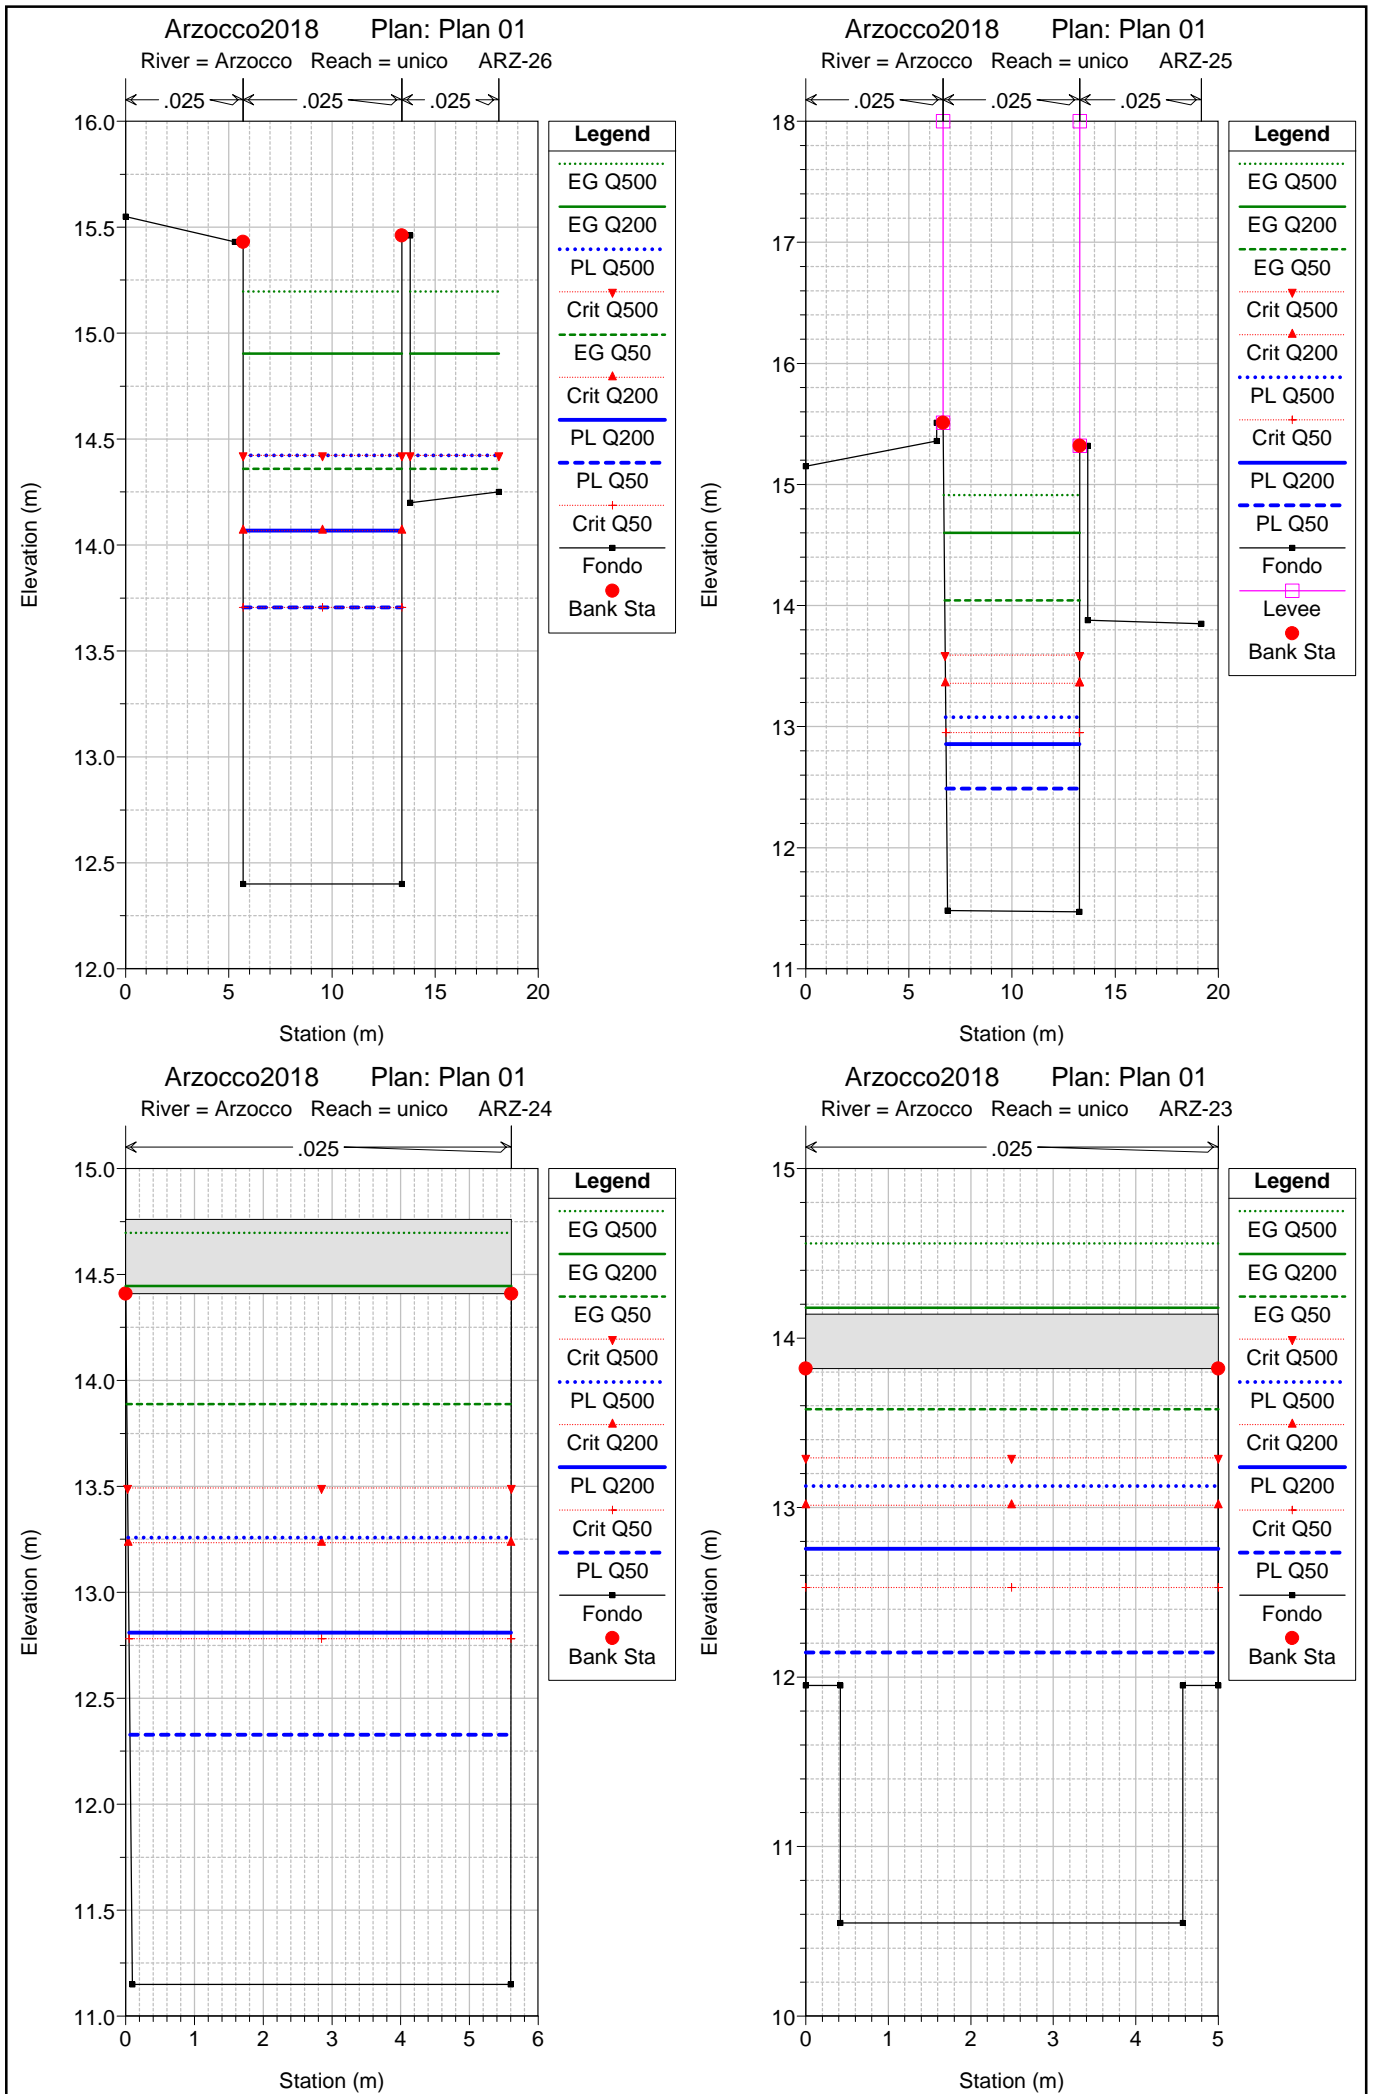 Arzocco2018 Plan: Plan 01
River = Arzocco Reach = unico ARZ-26
.025 .025 .025
16.0
15.5
15.0
14.5
14.0
13.5
13.0
12.5
12.0
0 5 10 15 20
Station (m)
Elevation (m)
Legend
EG Q500
EG Q200
PL Q500
Crit Q500
EG Q50
Crit Q200
PL Q200
PL Q50
Crit Q50
Fondo
Bank Sta
Arzocco2018 Plan: Plan 01
River = Arzocco Reach = unico ARZ-25
.025 .025 .025
18
17
16
15
14
13
12
11
0 5 10 15 20
Station (m)
Elevation (m)
Legend
EG Q500
EG Q200
EG Q50
Crit Q500
Crit Q200
PL Q500
Crit Q50
PL Q200
PL Q50
Fondo
Levee
Bank Sta
Arzocco2018 Plan: Plan 01
River = Arzocco Reach = unico ARZ-24
.025
15.0
14.5
14.0
13.5
13.0
12.5
12.0
11.5
11.0
0 1 2 3 4 5 6
Station (m)
Elevation (m)
Legend
EG Q500
EG Q200
EG Q50
Crit Q500
PL Q500
Crit Q200
PL Q200
Crit Q50
PL Q50
Fondo
Bank Sta
Arzocco2018 Plan: Plan 01
River = Arzocco Reach = unico ARZ-23
.025
15
14
13
12
11
10
0 1 2 3 4 5
Station (m)
Elevation (m)
Legend
EG Q500
EG Q200
EG Q50
Crit Q500
PL Q500
Crit Q200
PL Q200
Crit Q50
PL Q50
Fondo
Bank Sta